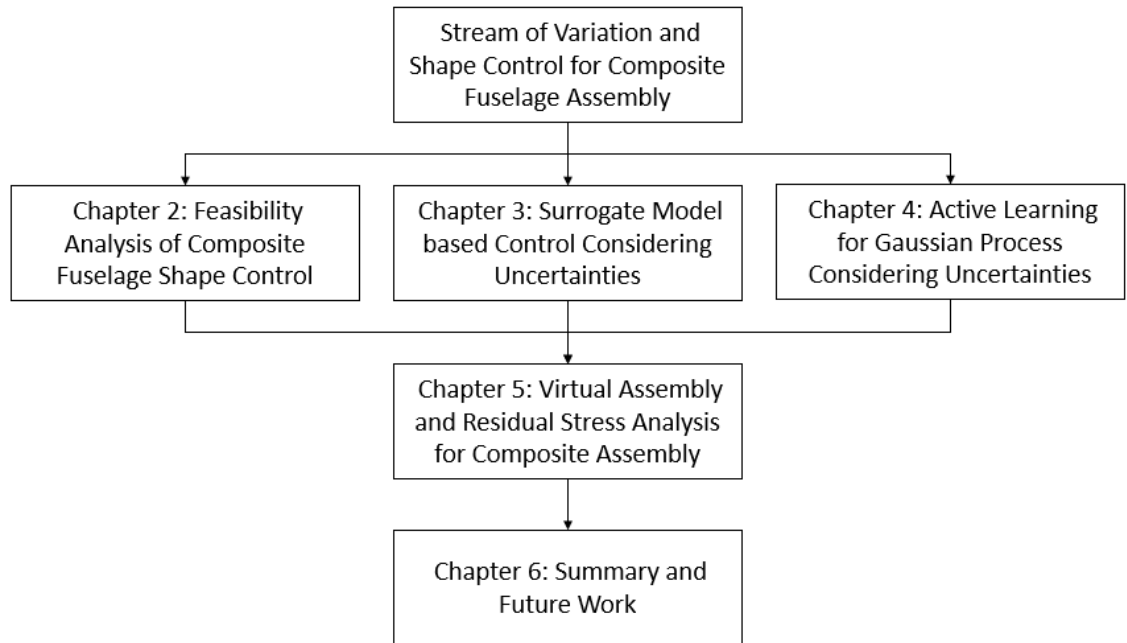 Stream of Variation and
Shape Control for Composite
Fuselage Assembly
Chapter 2: Feasibility
Analysis of Composite
Fuselage Shape Control
Chapter 3: Surrogate Model
based Control Considering
Uncertainties
Chapter 4: Active Learning
for Gaussian Process
Considering Uncertainties
Chapter 5: Virtual Assembly
and Residual Stress Analysis
for Composite Assembly
Chapter 6: Summary and
Future Work